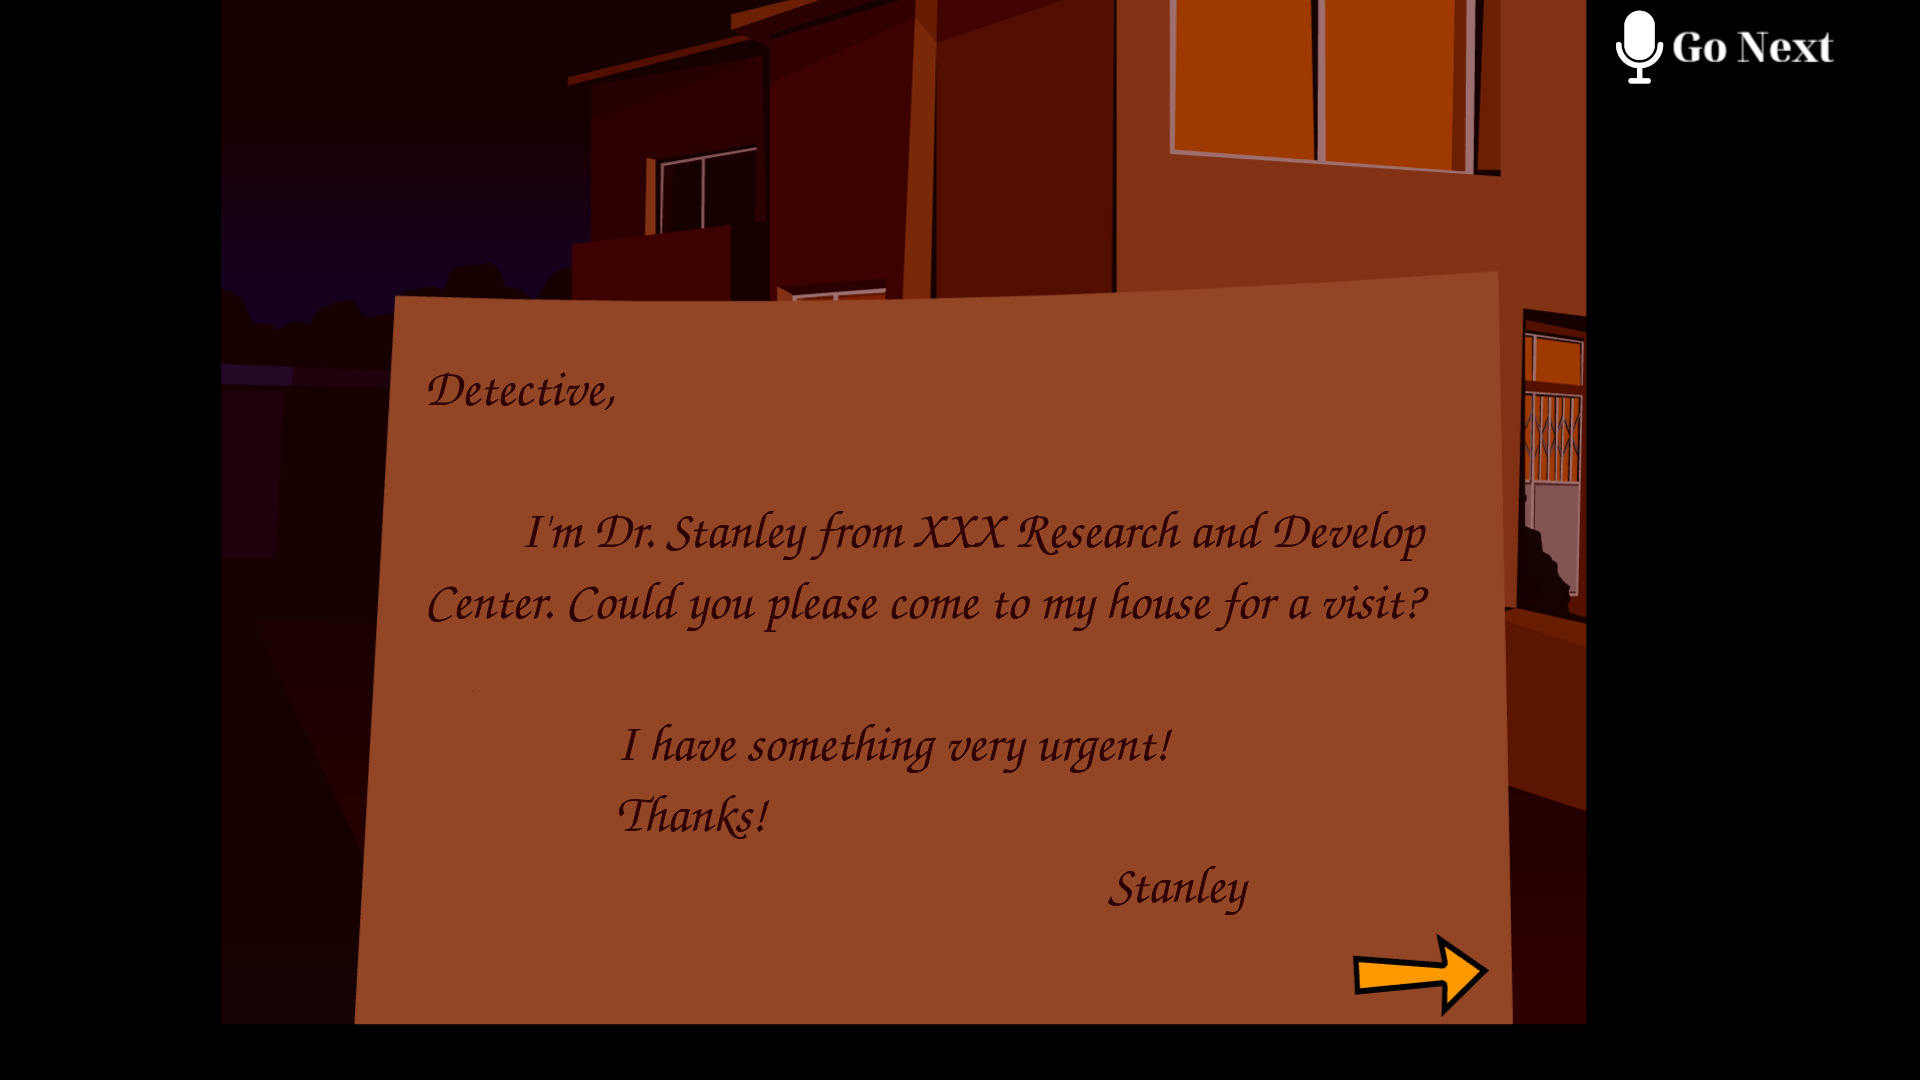 Go Next
Detective,
I'm Dr. Stanley from XXX Research and Develop
Center. Could you please come to my house for a visit?
I have something very urgent!
Thanks!
Stanley